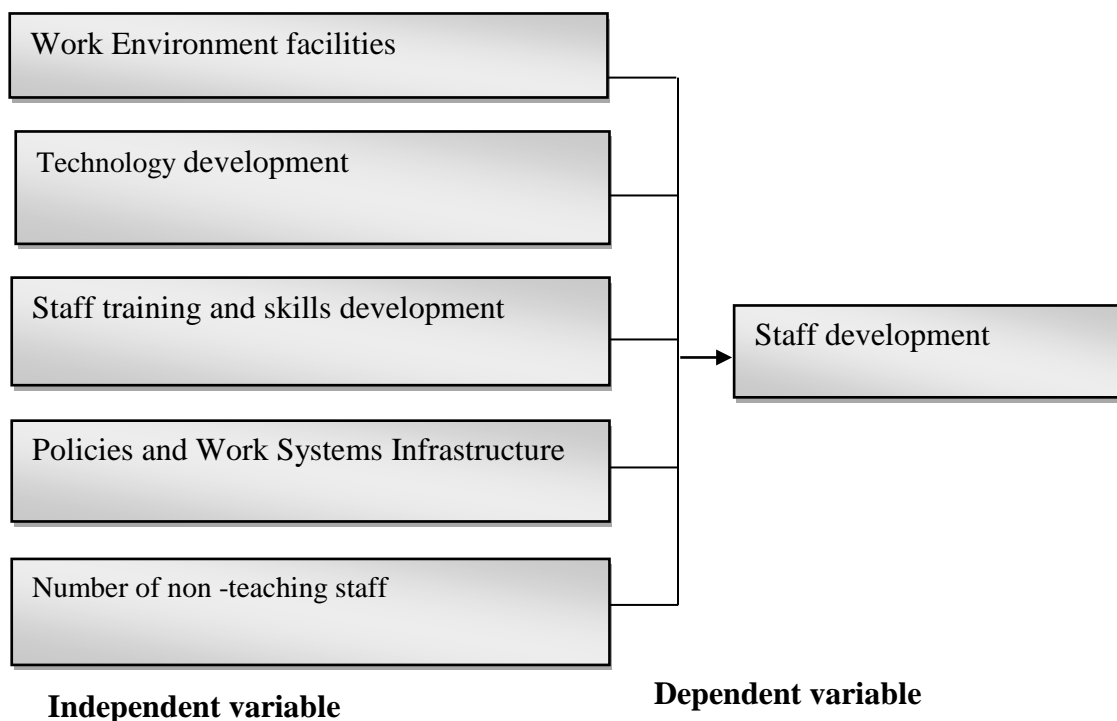 Work Environment facilities
Technology development
Staff training and skills development
Staff development
Policies and Work Systems Infrastructure
Number of non -teaching staff
Independent variable
Dependent variable